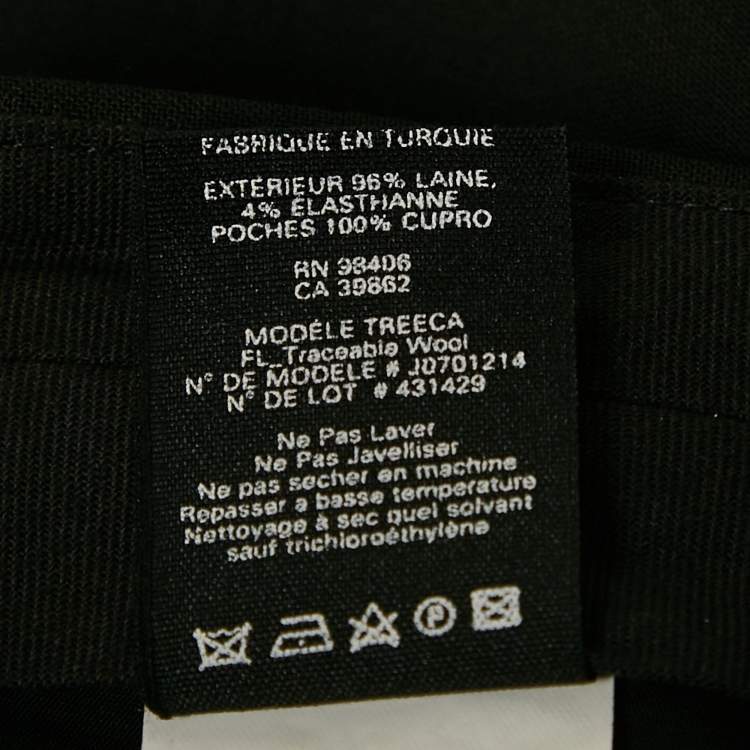 FABRIQUE EN TURQUIE
EXTÉRIEUR 96% LAINE,
4% ÉLASTHANNE
POCHES 100% CUPRO
RN 98406
CA 39862
MODÈLE TREECA
FL_Traceable Wool
N° DE MODELE # J0701214
N° DE LOT # 431429
Ne Pas Laver
Ne Pas Javelliser
Ne pas secher en machine
Repasser a basse temperature
Nettoyage à sec quel solvant
sauf trichloroéthylène
P